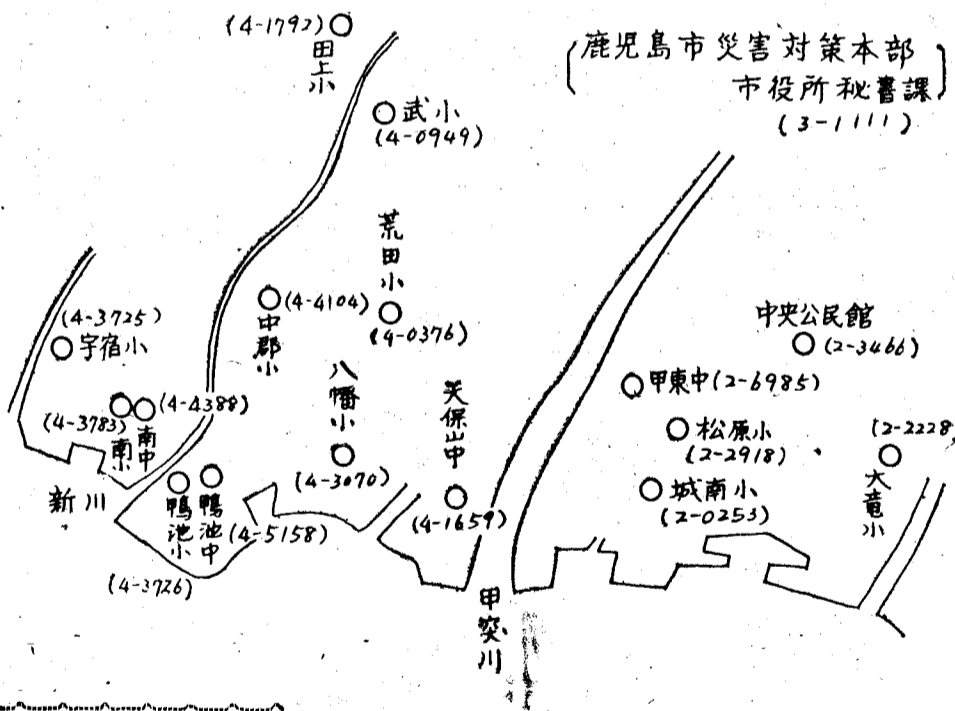 鹿児島市災害対策本部
市役所秘書課
(3-1111)
(4-1792)
田上小
武小
(4-0949)
荒田小
(4-0376)
(4-4104)
中郡小
(4-3725)
宇宿小
(4-3783)
南小
南中
(4-4388)
新川
鴨池小
(4-3726)
鴨池中
(4-5158)
八幡小
(4-3070)
天保山中
(4-1659)
甲突川
中央公民館
(2-3466)
甲東中(2-6985)
松原小
(2-2918)
城南小
(2-0253)
(2-2228)
大竜小